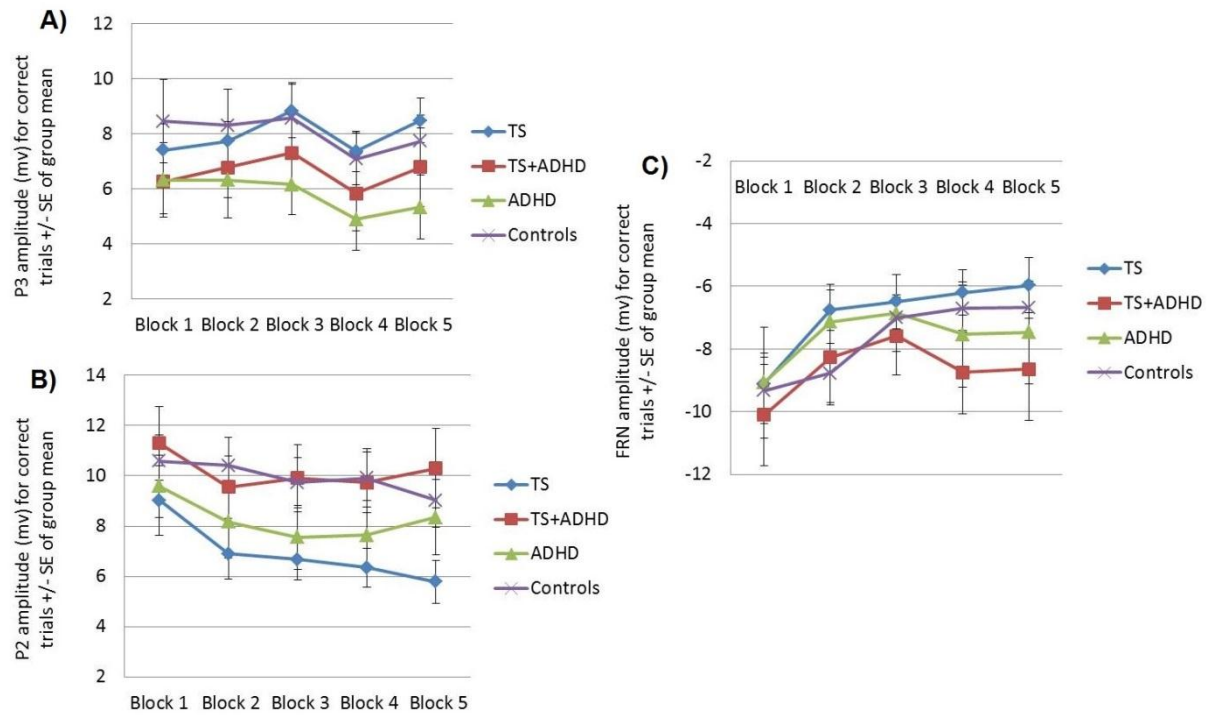 A)
P3 amplitude (mv) for correct
trials +/- SE of group mean
12
10
8
6
4
2
Block 1 Block 2 Block 3 Block 4 Block 5
TS
TS+ADHD
ADHD
Controls
B)
P2 amplitude (mv) for correct
trials +/- SE of group mean
14
12
10
8
6
4
2
Block 1 Block 2 Block 3 Block 4 Block 5
TS
TS+ADHD
ADHD
Controls
C)
FRN amplitude (mv) for correct
trials +/- SE of group mean
-2
-4
-6
-8
-10
-12
Block 1 Block 2 Block 3 Block 4 Block 5
TS
TS+ADHD
ADHD
Controls